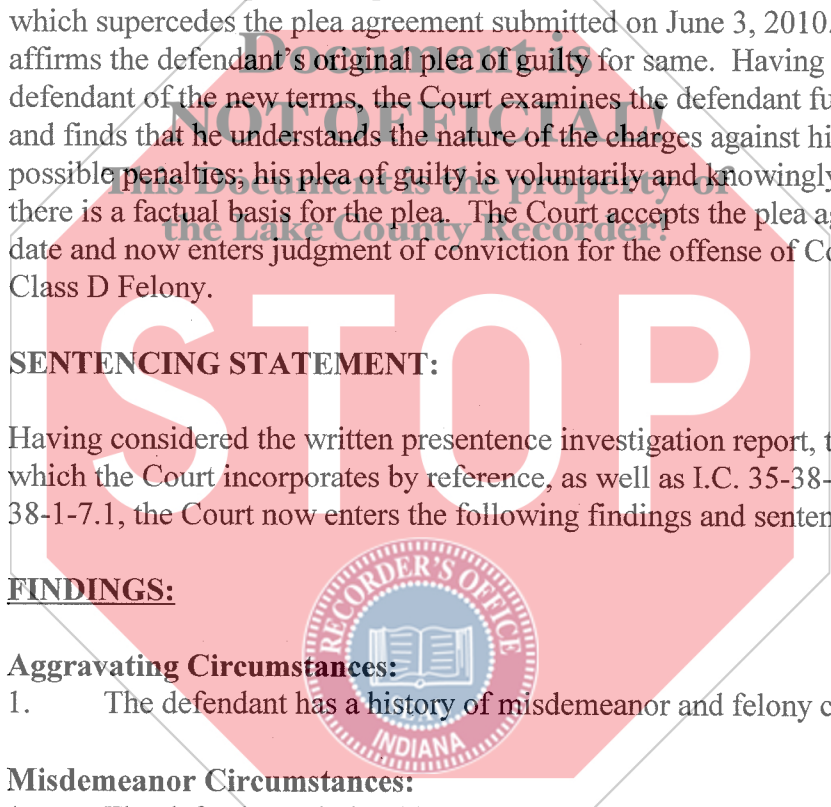 which supercedes the plea agreement submitted on June 3, 2010.
Document is
affirms the defendant's original plea of guilty for same. Having
defendant of the new terms, the Court examines the defendant fu
NOT OFFICIAL!
and finds that he understands the nature of the charges against hi
possible penalties; his plea of guilty is voluntarily and knowingly
This Document is the property of
there is a factual basis for the plea. The Court accepts the plea ag
the Lake County Recorder!
date and now enters judgment of conviction for the offense of Co
Class D Felony.
STOP
SENTENCING STATEMENT:
Having considered the written presentence investigation report, t
which the Court incorporates by reference, as well as I.C. 35-38-
38-1-7.1, the Court now enters the following findings and senten
RECORDER'S OFFICE
FINDINGS:
Aggravating Circumstances:
1. The defendant has a history of misdemeanor and felony c
INDIANA
Misdemeanor Circumstances: